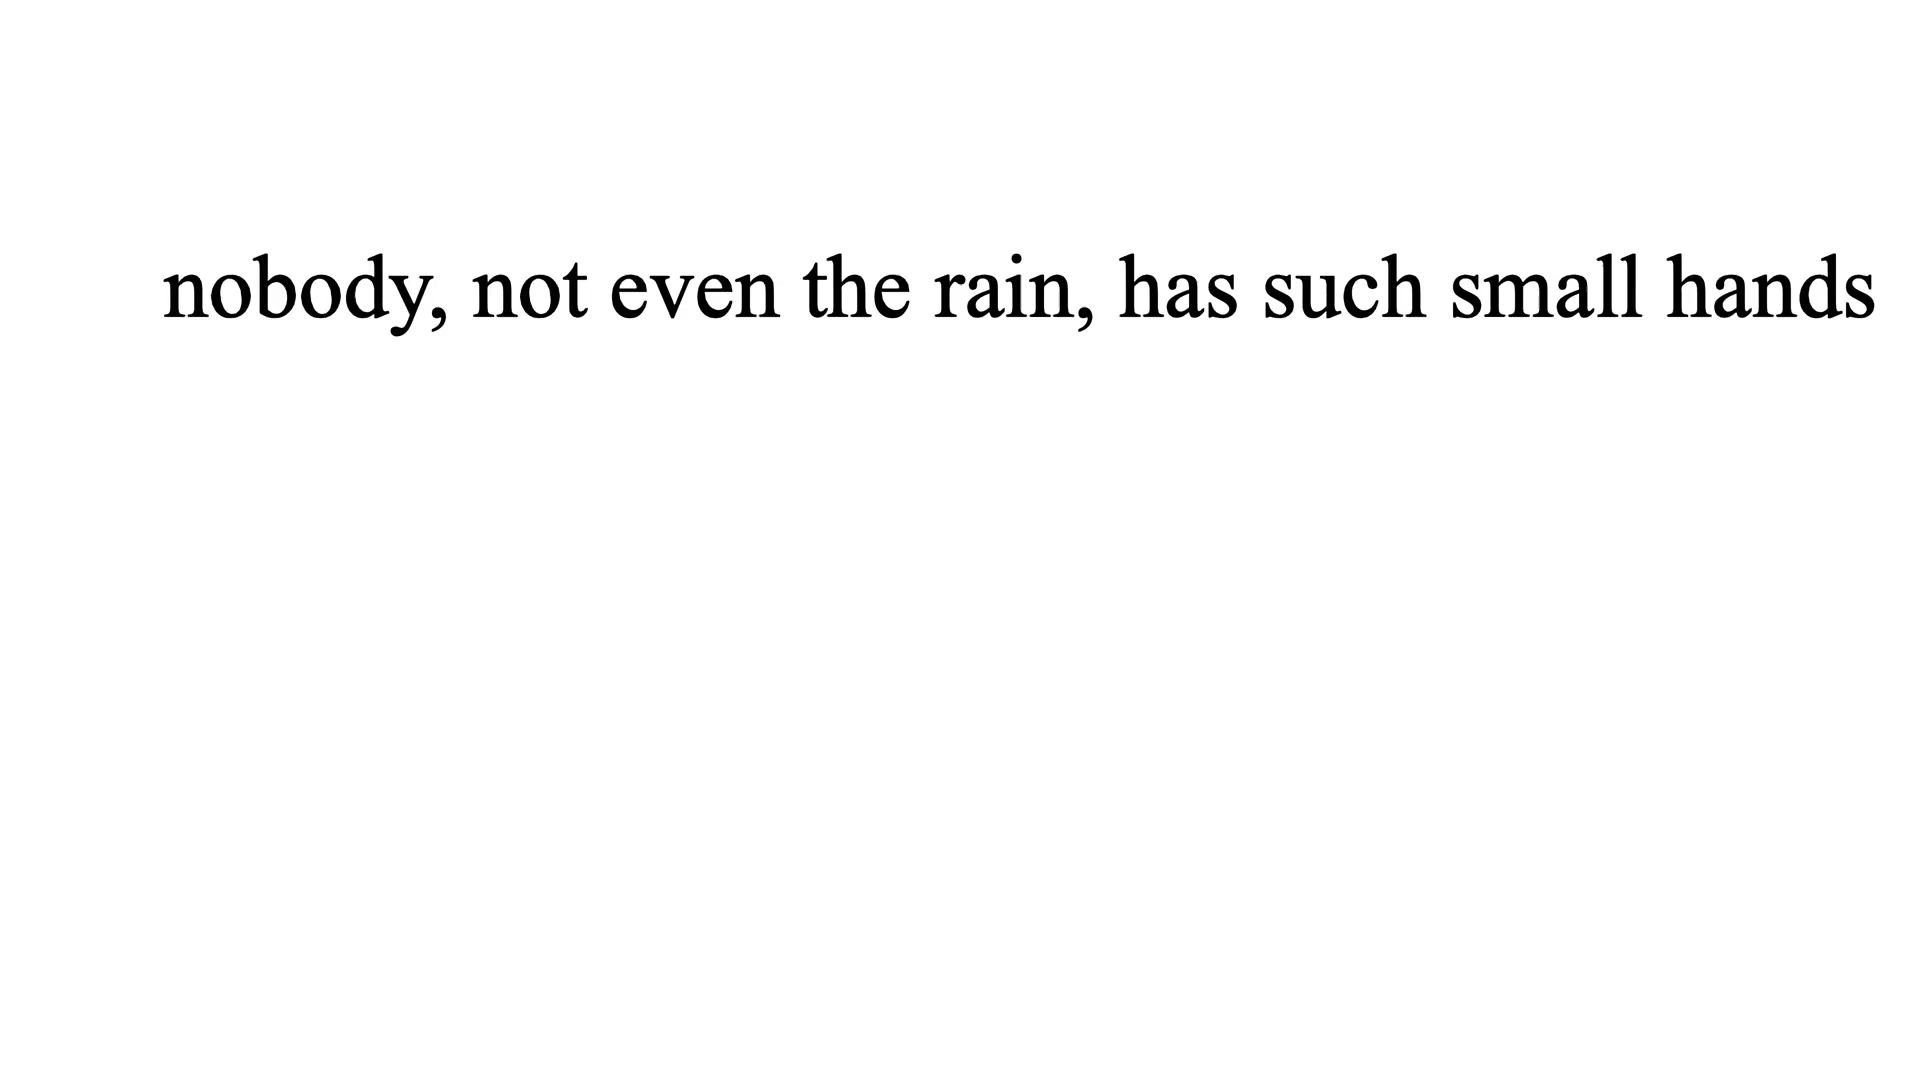 nobody, not even the rain, has such small hands